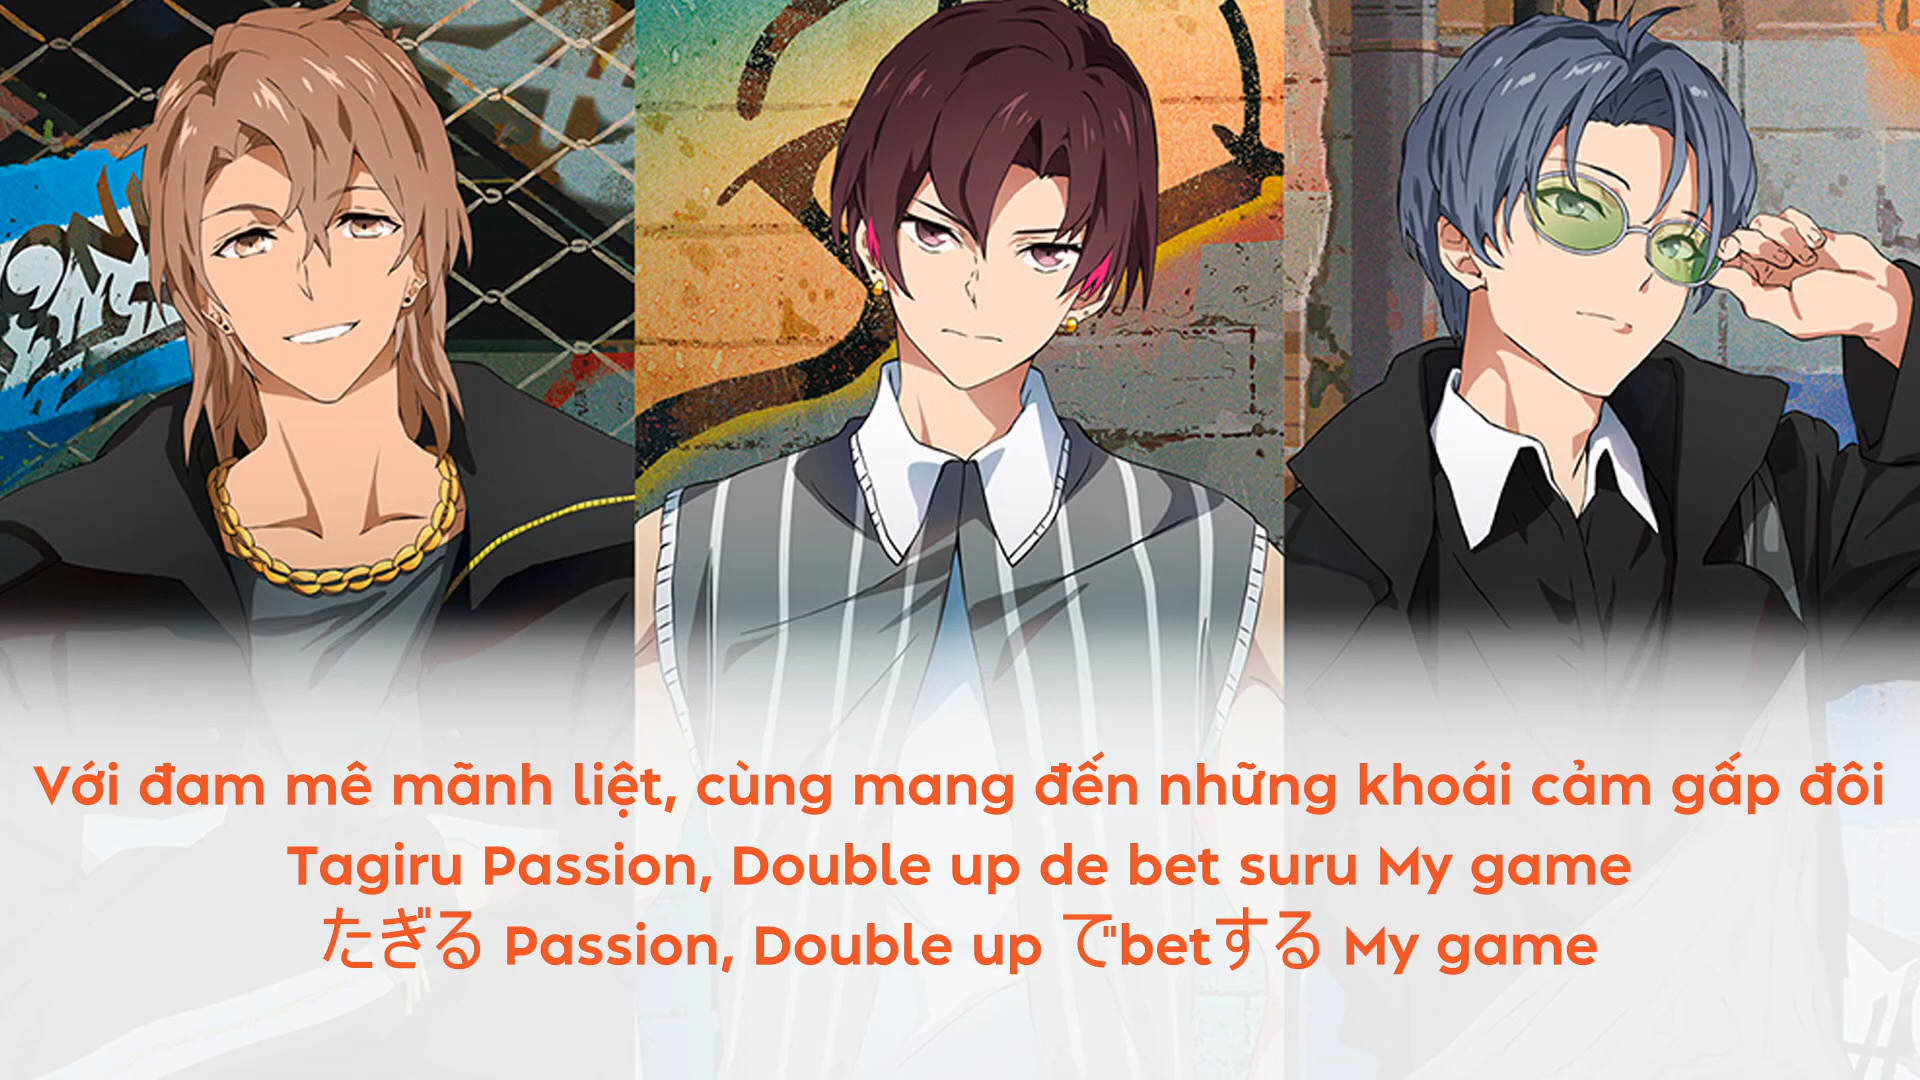 Với đam mê mãnh liệt, cùng mang đến những khoái cảm gấp đôi
Tagiru Passion, Double up de bet suru My game
たぎる Passion, Double up でbetする My game